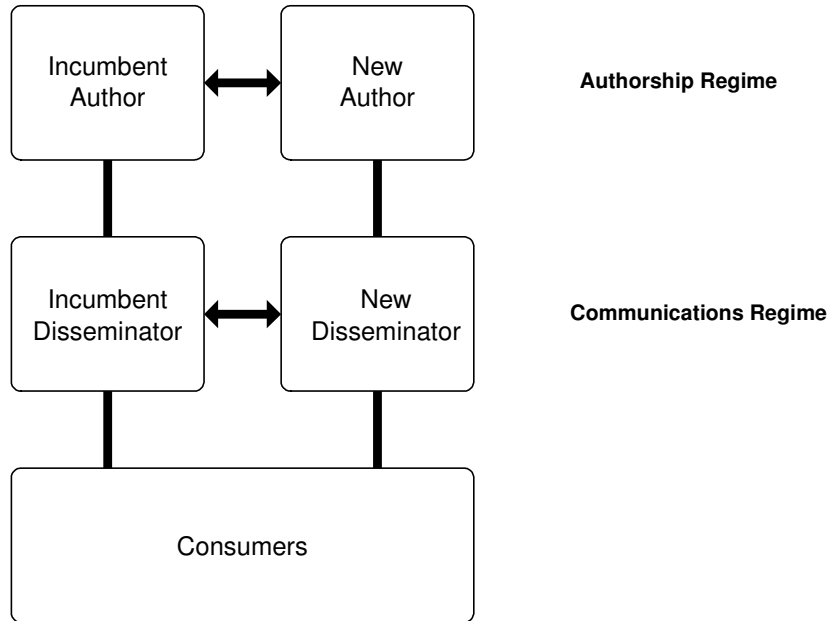 Incumbent
Author
New
Author
Authorship Regime
Incumbent
Disseminator
New
Disseminator
Communications Regime
Consumers